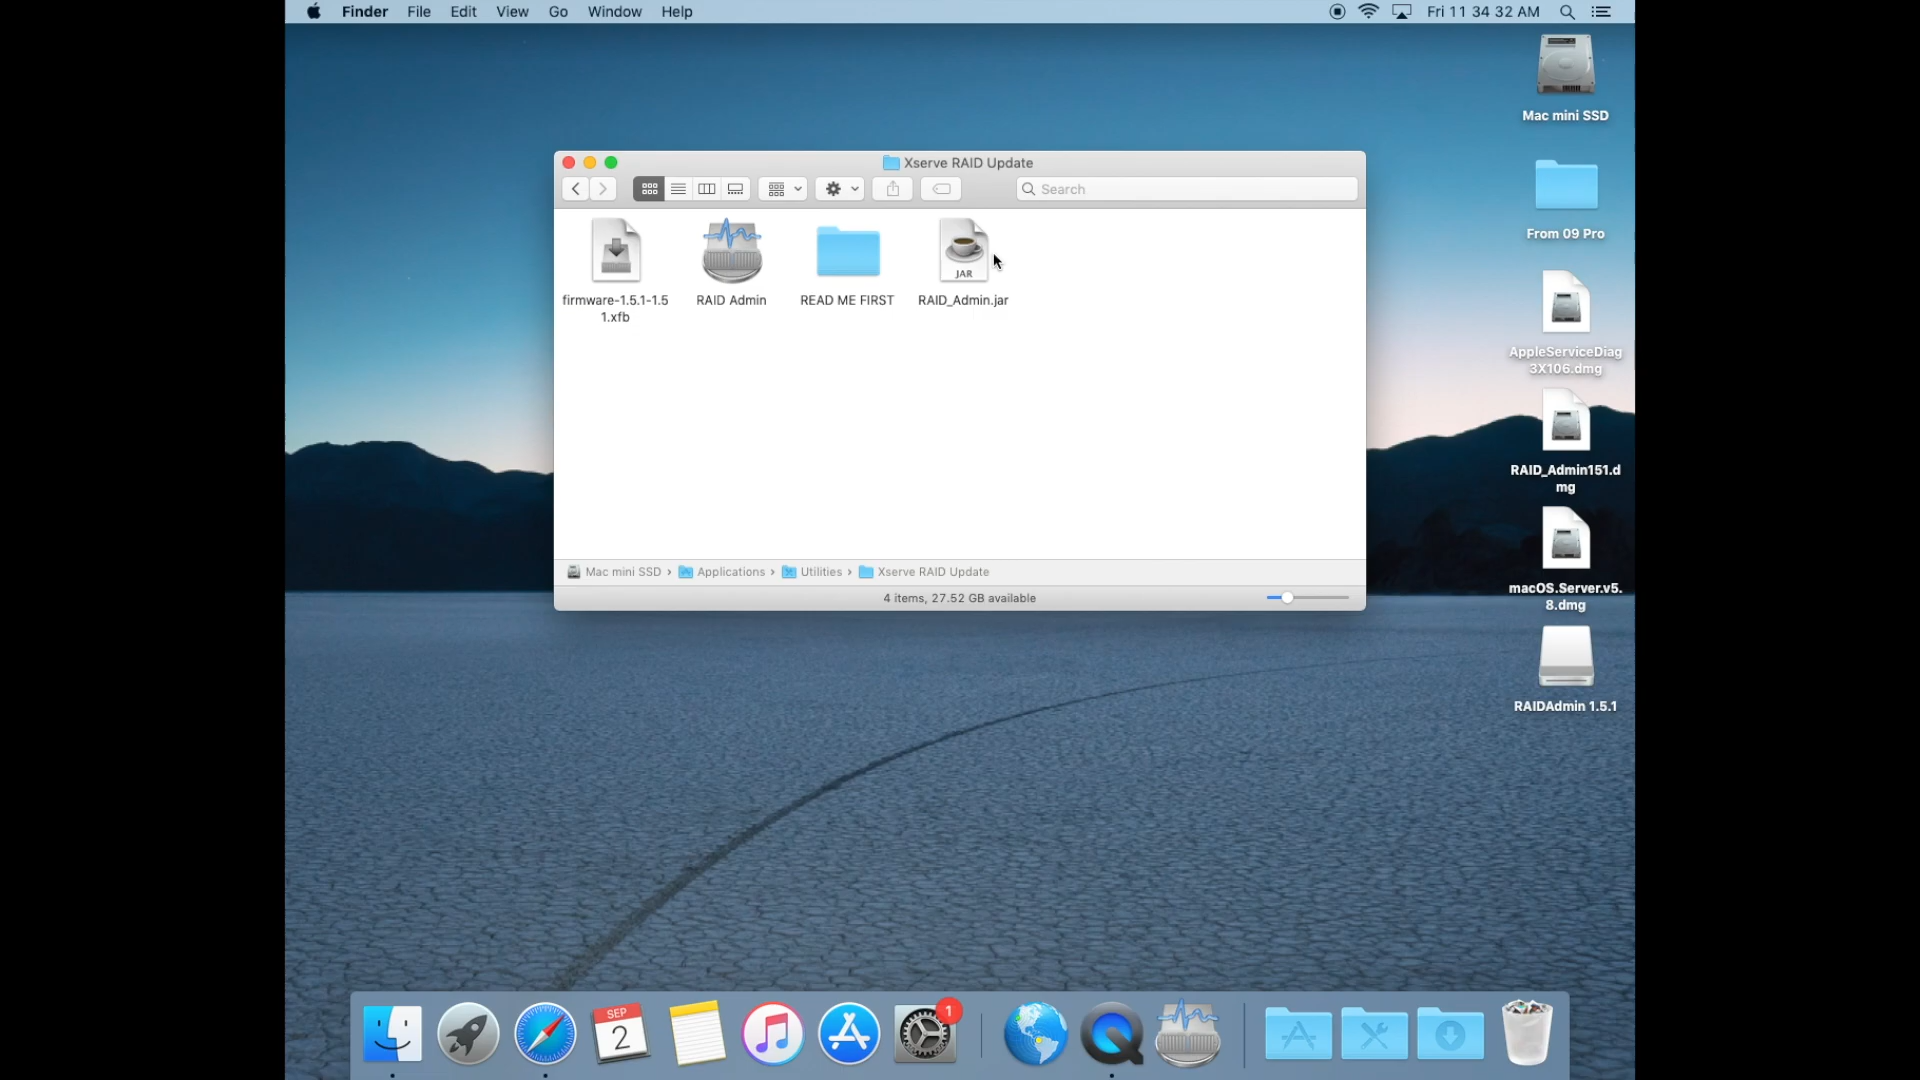 Finder File Edit View Go Window Help
Fri 11 34 32 AM
Xserve RAID Update
Search
JAR
firmware-1.5.1-1.5
1.xfb
RAID Admin
READ ME FIRST
RAID_Admin.jar
Mac mini SSD › Applications › Utilities › Xserve RAID Update
4 items, 27.52 GB available
Mac mini SSD
From 09 Pro
AppleServiceDiag
3X106.dmg
RAID_Admin151.d
mg
macOS.Server.v5.
8.dmg
RAIDAdmin 1.5.1
SEP
2
1